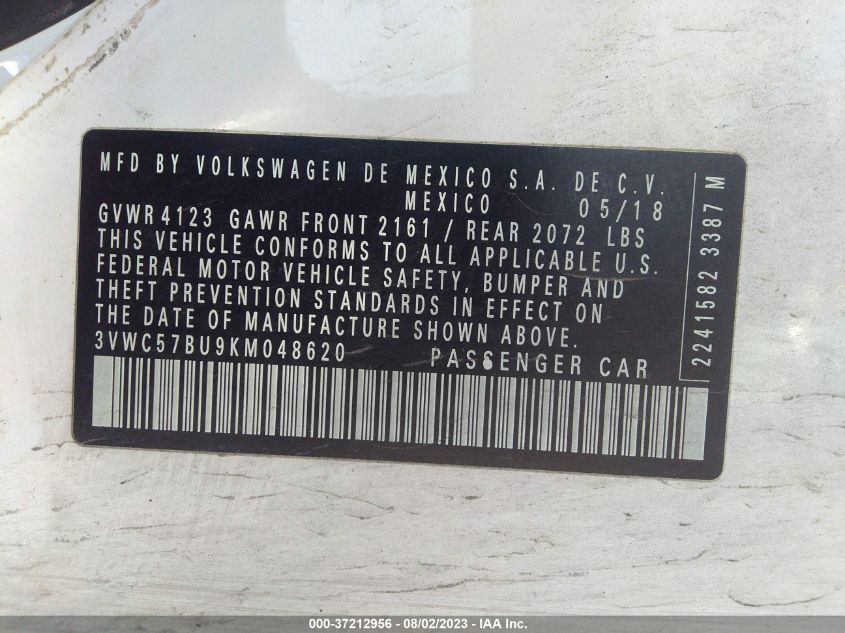 MFD BY VOLKSWAGEN DE MEXICO S.A. DE C.V.
MEXICO 05/18
GVWR 4123 GAWR FRONT 2161 / REAR 2072 LBS
THIS VEHICLE CONFORMS TO ALL APPLICABLE U.S.
FEDERAL MOTOR VEHICLE SAFETY, BUMPER AND
THEFT PREVENTION STANDARDS IN EFFECT ON
THE DATE OF MANUFACTURE SHOWN ABOVE.
3VWC57BU9KM048620 PASSENGER CAR
2241582 3387 M
000-37212956 - 08/02/2023 - IAA Inc.